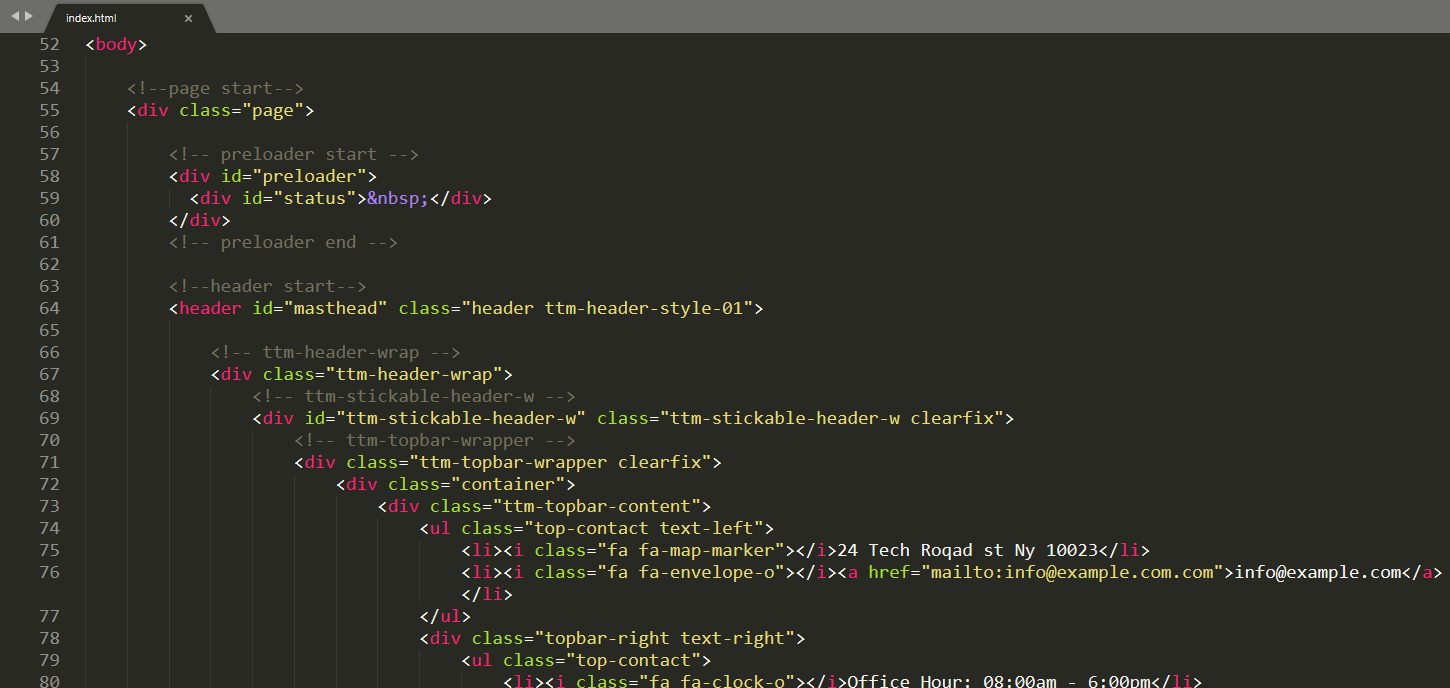 index.html ×
52 <body>
53
54 <!--page start-->
55 <div class="page">
56
57 <!-- preloader start -->
58 <div id="preloader">
59 <div id="status">&nbsp;</div>
60 </div>
61 <!-- preloader end -->
62
63 <!--header start-->
64 <header id="masthead" class="header ttm-header-style-01">
65
66 <!-- ttm-header-wrap -->
67 <div class="ttm-header-wrap">
68 <!-- ttm-stickable-header-w -->
69 <div id="ttm-stickable-header-w" class="ttm-stickable-header-w clearfix">
70 <!-- ttm-topbar-wrapper -->
71 <div class="ttm-topbar-wrapper clearfix">
72 <div class="container">
73 <div class="ttm-topbar-content">
74 <ul class="top-contact text-left">
75 <li><i class="fa fa-map-marker"></i>24 Tech Roqad st Ny 10023</li>
76 <li><i class="fa fa-envelope-o"></i><a href="mailto:info@example.com.com">info@example.com</a>
</li>
77 </ul>
78 <div class="topbar-right text-right">
79 <ul class="top-contact">
80 <li><i class="fa fa-clock-o"></i>Office Hour: 08:00am - 6:00pm</li>